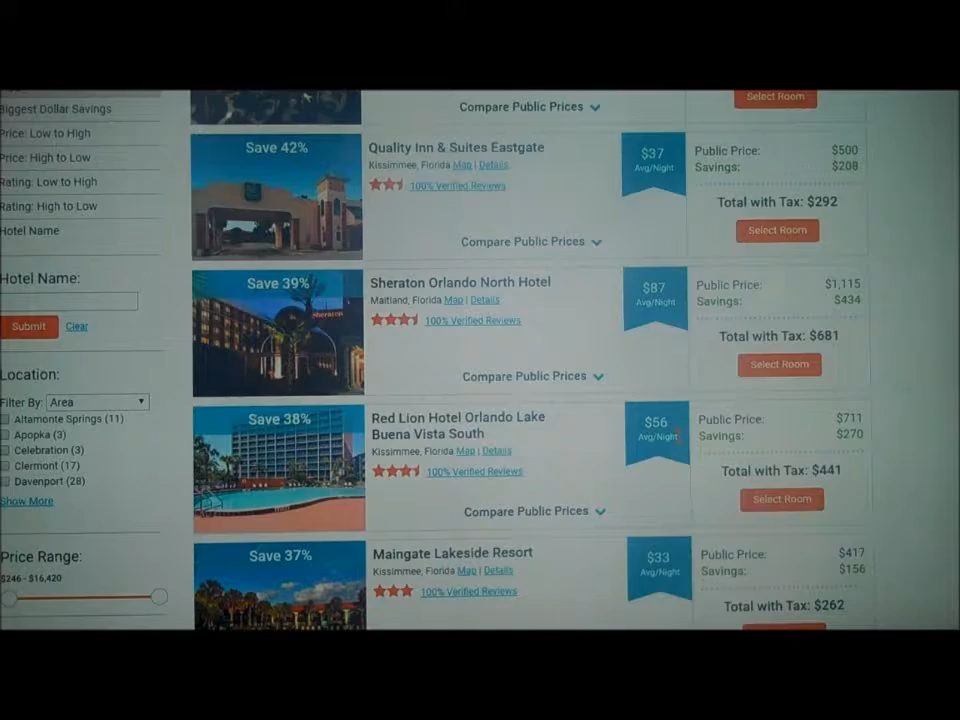 Biggest Dollar Savings
Price: Low to High
Price: High to Low
Rating: Low to High
Rating: High to Low
Hotel Name
Hotel Name:
Submit
Clear
Location:
Filter By:
Area
Altamonte Springs (11)
Apopka (3)
Celebration (3)
Clermont (17)
Davenport (28)
Show More
Price Range:
$246 - $16,420
Compare Public Prices
Select Room
Save 42%
Quality Inn & Suites Eastgate
Kissimmee, Florida Map | Details
100% Verified Reviews
Compare Public Prices
$37
Avg/Night
Public Price: $500
Savings: $208
Total with Tax: $292
Select Room
Save 39%
Sheraton Orlando North Hotel
Maitland, Florida Map | Details
100% Verified Reviews
Compare Public Prices
$87
Avg/Night
Public Price: $1,115
Savings: $434
Total with Tax: $681
Select Room
Sheraton
Save 38%
Red Lion Hotel Orlando Lake
Buena Vista South
Kissimmee, Florida Map | Details
100% Verified Reviews
Compare Public Prices
$56
Avg/Night
Public Price: $711
Savings: $270
Total with Tax: $441
Select Room
Save 37%
Maingate Lakeside Resort
Kissimmee, Florida Map | Details
100% Verified Reviews
$33
Avg/Night
Public Price: $417
Savings: $156
Total with Tax: $262